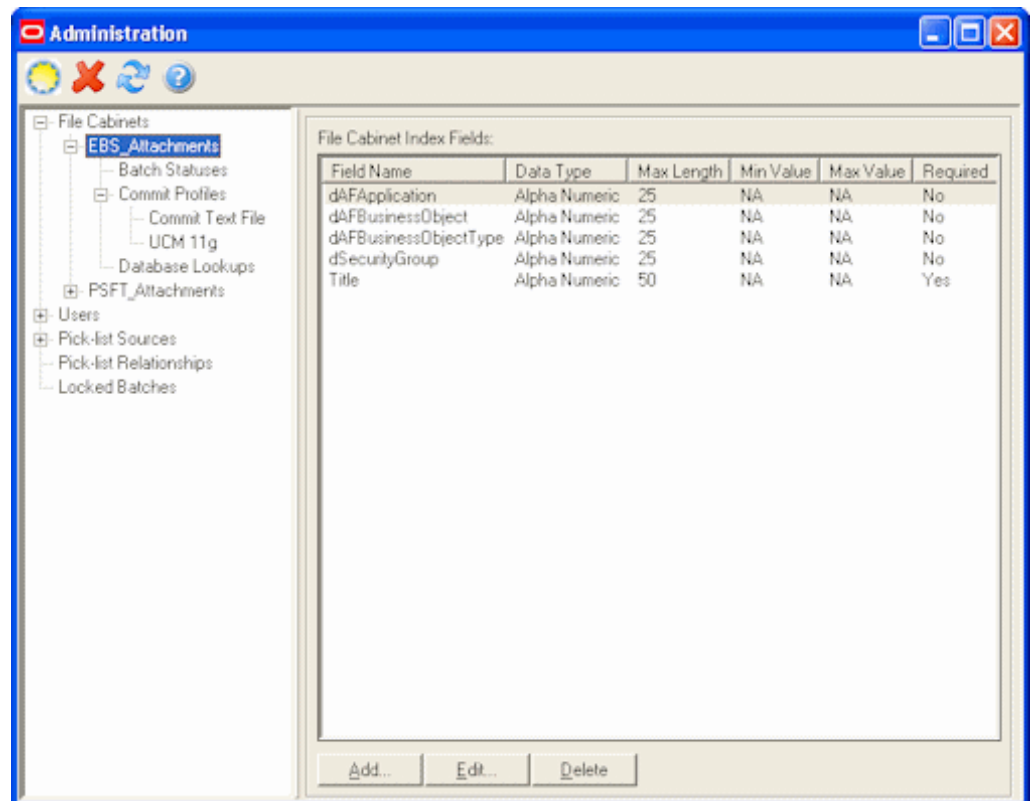 Administration
File Cabinets
EBS_Attachments
Batch Statuses
Commit Profiles
Commit Text File
UCM 11g
Database Lookups
PSFT_Attachments
Users
Pick-list Sources
Pick-list Relationships
Locked Batches
File Cabinet Index Fields:
Field Name Data Type Max Length Min Value Max Value Required
dAFApplication Alpha Numeric 25 NA NA No
dAFBusinessObject Alpha Numeric 25 NA NA No
dAFBusinessObjectType Alpha Numeric 25 NA NA No
dSecurityGroup Alpha Numeric 25 NA NA No
Title Alpha Numeric 50 NA NA Yes
Add... Edit... Delete